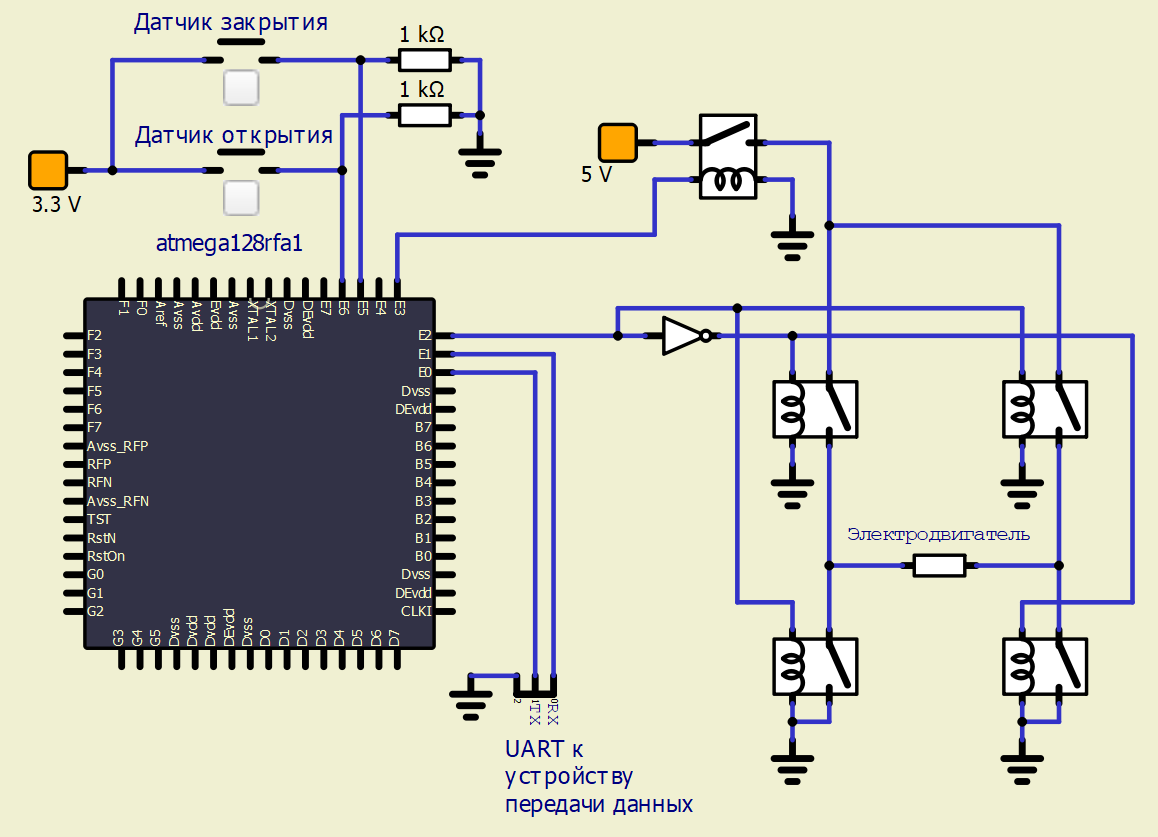 Датчик закрытия
1 kΩ
1 kΩ
Датчик открытия
3.3 V
5 V
atmega128rfa1
F1
F0
Aref
Avss
Avdd
Evdd
Avss
XTAL1
XTAL2
Dvss
DEvdd
E7
E6
E5
E4
E3
F2
F3
F4
F5
F6
F7
Avss_RFP
RFP
RFN
Avss_RFN
TST
RstN
RstOn
G0
G1
G2
E2
E1
E0
Dvss
DEvdd
B7
B6
B5
B4
B3
B2
B1
B0
Dvss
DEvdd
CLKI
G3
G4
G5
Dvss
Dvdd
Dvdd
DEvdd
Dvss
D0
D1
D2
D3
D4
D5
D6
D7
Электродвигатель
2
1TX
0RX
UART к
устройству
передачи данных